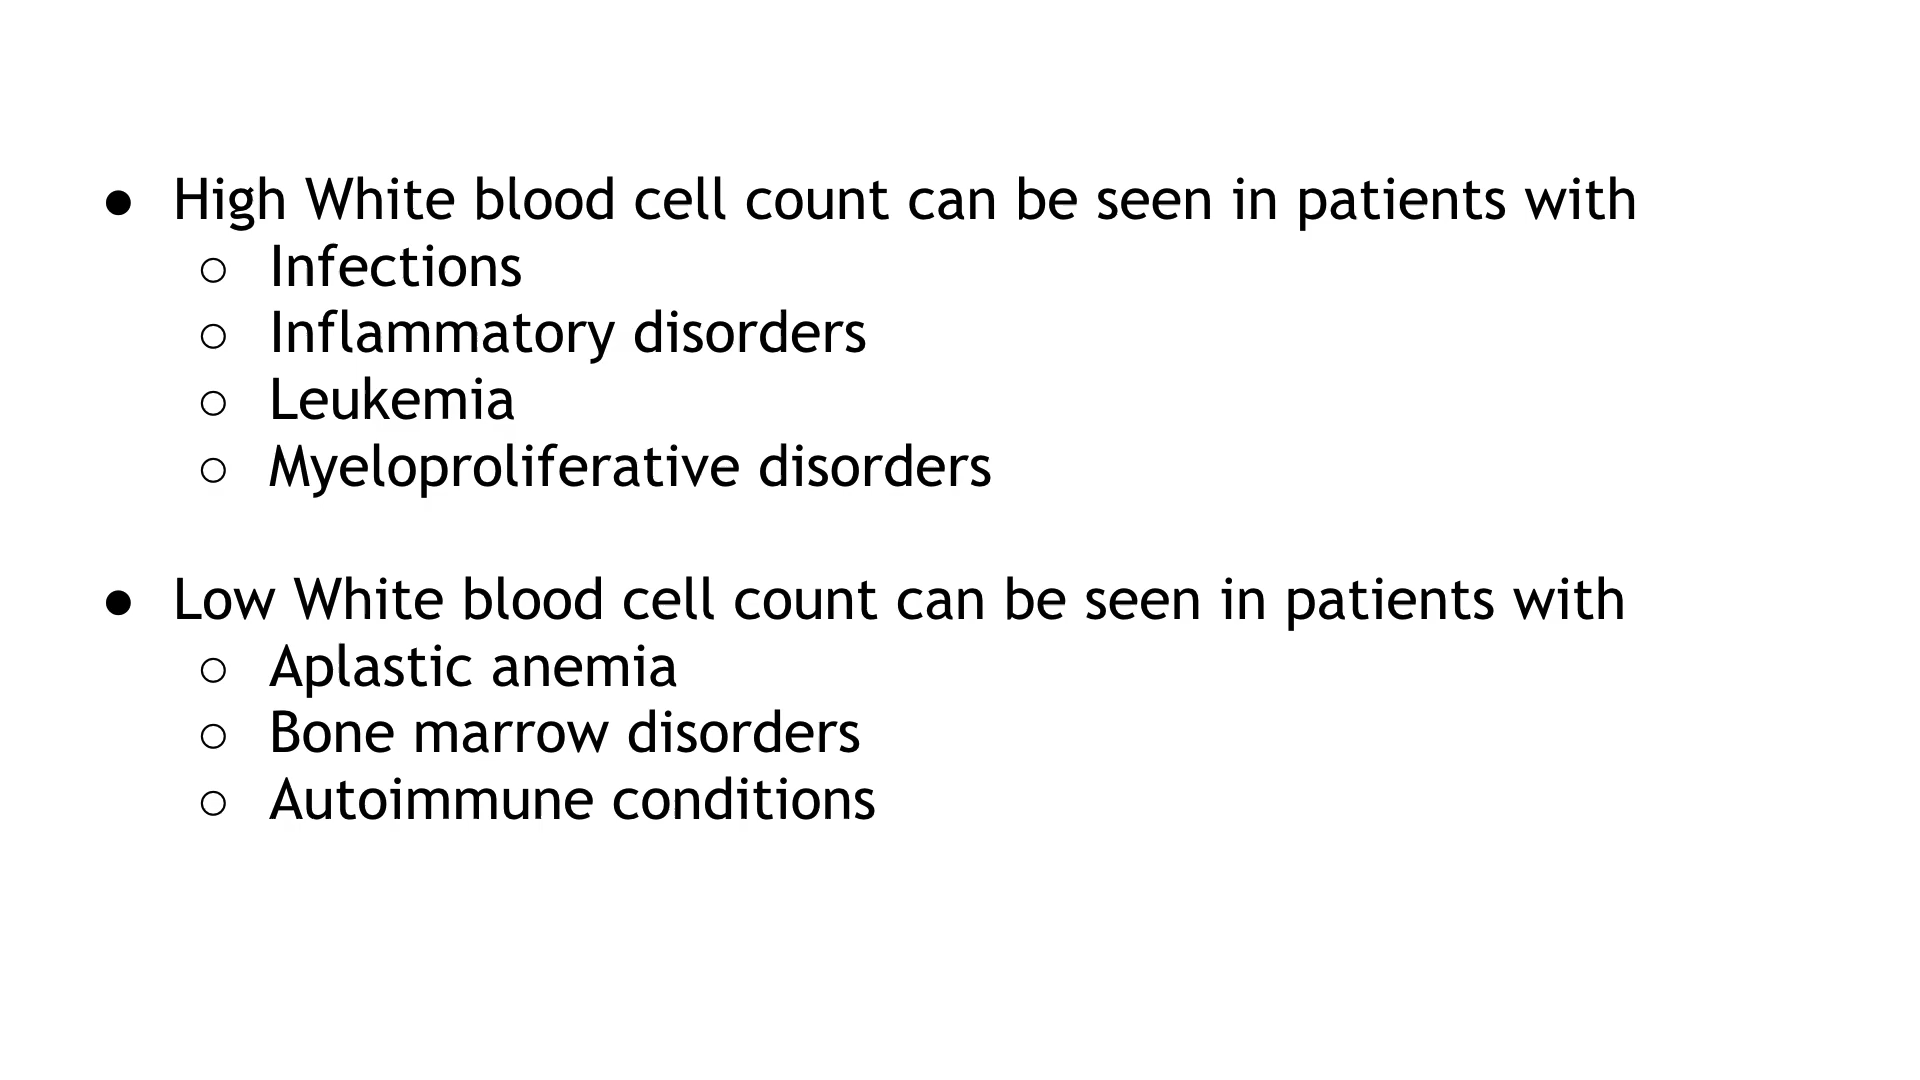 ● High White blood cell count can be seen in patients with
○ Infections
○ Inflammatory disorders
○ Leukemia
○ Myeloproliferative disorders
● Low White blood cell count can be seen in patients with
○ Aplastic anemia
○ Bone marrow disorders
○ Autoimmune conditions